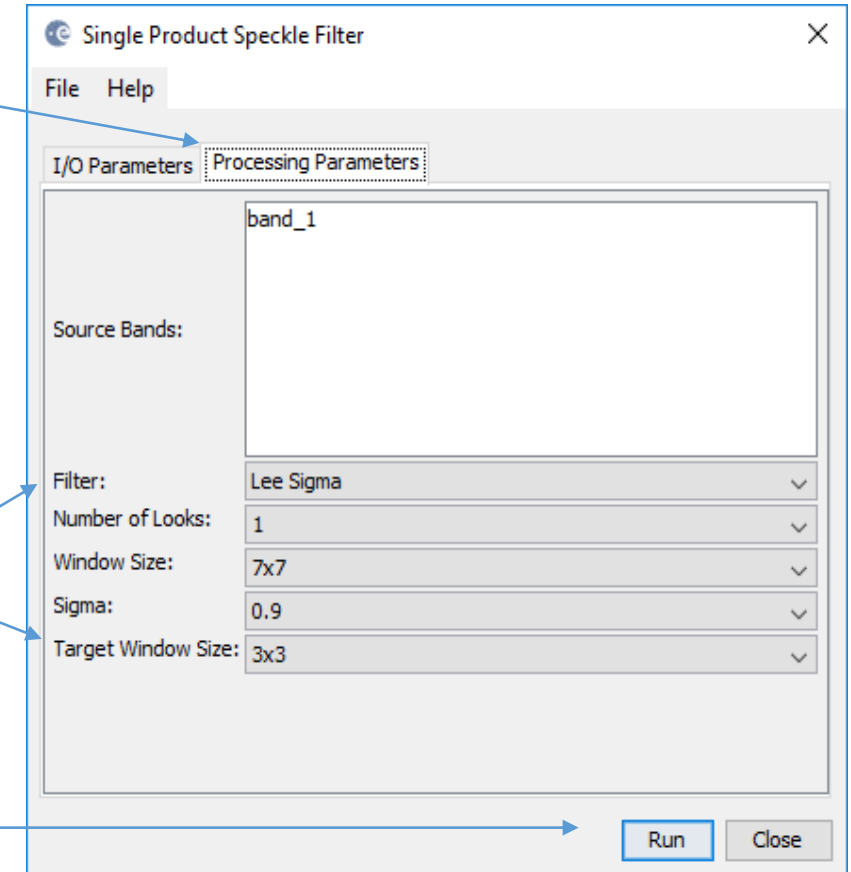 Single Product Speckle Filter
File Help
I/O Parameters Processing Parameters
Source Bands: band_1
Filter: Lee Sigma
Number of Looks: 1
Window Size: 7x7
Sigma: 0.9
Target Window Size: 3x3
Run Close